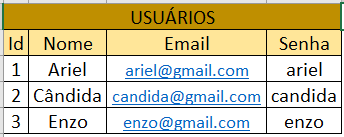 USUÁRIOS
Id Nome Email Senha
1 Ariel ariel@gmail.com ariel
2 Cândida candida@gmail.com candida
3 Enzo enzo@gmail.com enzo